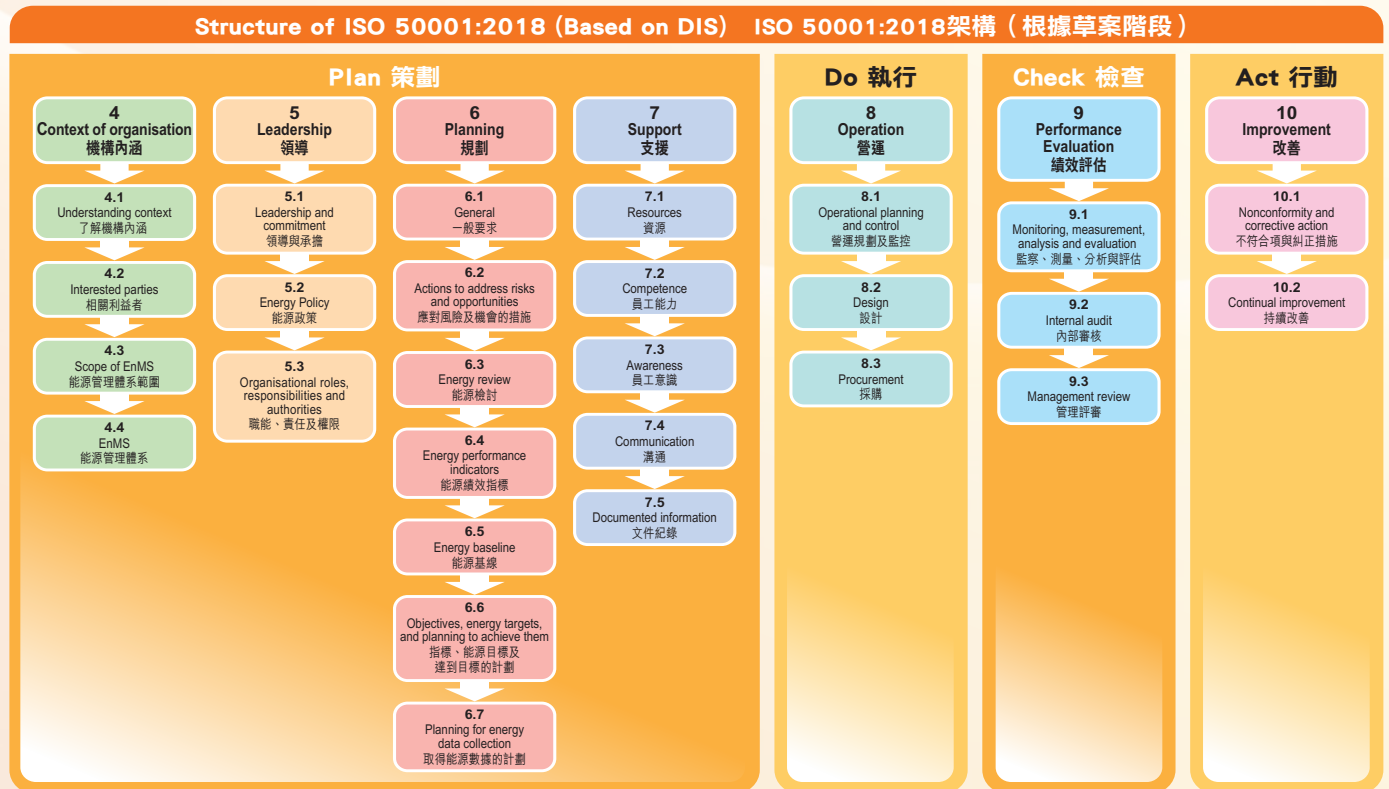 Structure of ISO 50001:2018 (Based on DIS) ISO 50001:2018架構（根據草案階段）
Plan 策劃
4
Context of organisation
機構內涵
4.1
Understanding context
了解機構內涵
4.2
Interested parties
相關利益者
4.3
Scope of EnMS
能源管理體系範圍
4.4
EnMS
能源管理體系
5
Leadership
領導
5.1
Leadership and
commitment
領導與承擔
5.2
Energy Policy
能源政策
5.3
Organisational roles,
responsibilities and
authorities
職能、責任及權限
6
Planning
規劃
6.1
General
一般要求
6.2
Actions to address risks
and opportunities
應對風險及機會的措施
6.3
Energy review
能源檢討
6.4
Energy performance
indicators
能源績效指標
6.5
Energy baseline
能源基線
6.6
Objectives, energy targets,
and planning to achieve them
指標、能源目標及
達到目標的計劃
6.7
Planning for energy
data collection
取得能源數據的計劃
7
Support
支援
7.1
Resources
資源
7.2
Competence
員工能力
7.3
Awareness
員工意識
7.4
Communication
溝通
7.5
Documented information
文件紀錄
Do 執行
8
Operation
營運
8.1
Operational planning
and control
營運規劃及監控
8.2
Design
設計
8.3
Procurement
採購
Check 檢查
9
Performance
Evaluation
績效評估
9.1
Monitoring, measurement,
analysis and evaluation
監察、測量、分析與評估
9.2
Internal audit
內部審核
9.3
Management review
管理評審
Act 行動
10
Improvement
改善
10.1
Nonconformity and
corrective action
不符合項與糾正措施
10.2
Continual improvement
持續改善